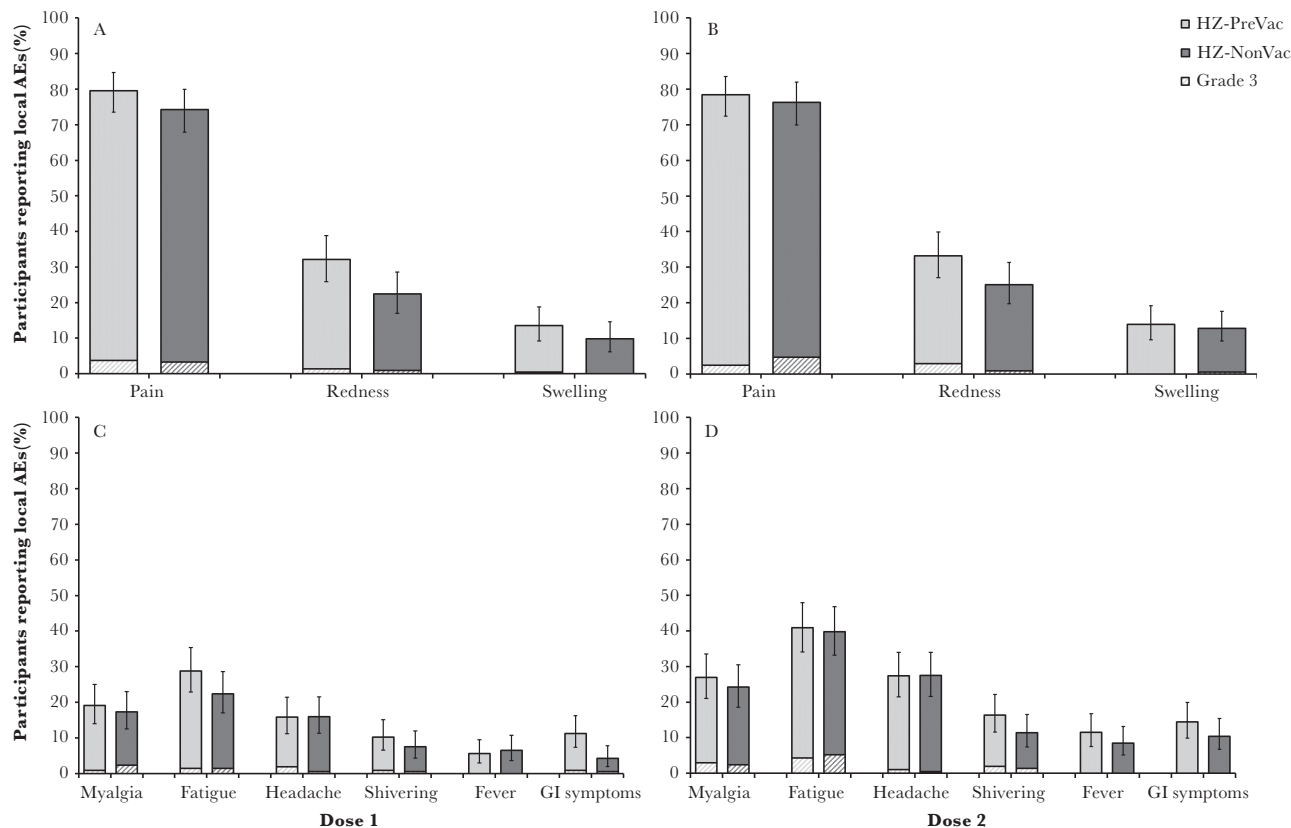 A
B
HZ-PreVac
HZ-NonVac
Grade 3
Participants reporting local AEs(%)
100
90
80
70
60
50
40
30
20
10
0
Pain Redness Swelling
100
90
80
70
60
50
40
30
20
10
0
Pain Redness Swelling
C
D
Participants reporting local AEs(%)
100
90
80
70
60
50
40
30
20
10
0
Myalgia Fatigue Headache Shivering Fever GI symptoms
Dose 1
100
90
80
70
60
50
40
30
20
10
0
Myalgia Fatigue Headache Shivering Fever GI symptoms
Dose 2